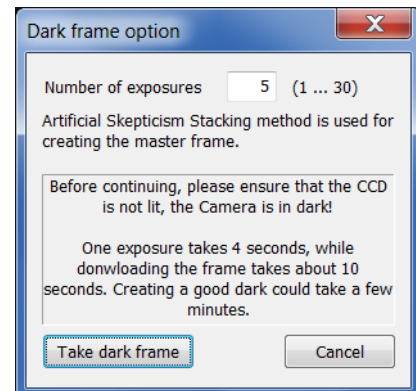 Dark frame option
Number of exposures 5 (1 ... 30)
Artificial Skepticism Stacking method is used for
creating the master frame.
Before continuing, please ensure that the CCD
is not lit, the Camera is in dark!
One exposure takes 4 seconds, while
donwloading the frame takes about 10
seconds. Creating a good dark could take a few
minutes.
Take dark frame Cancel